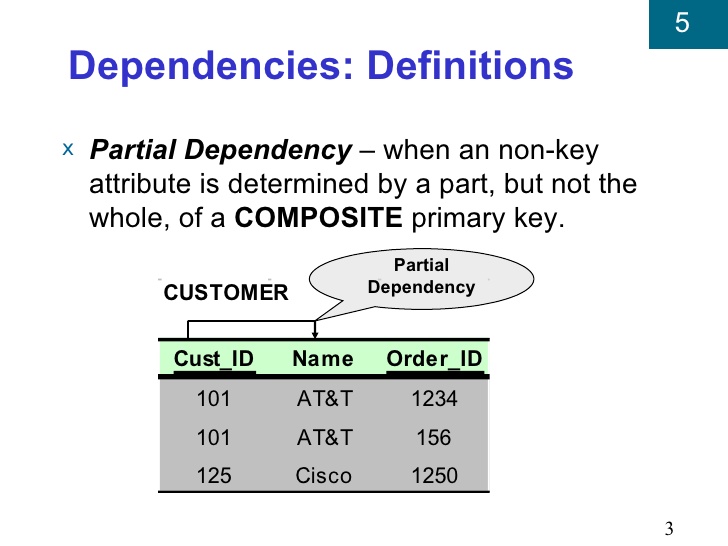 5
Dependencies: Definitions
x Partial Dependency – when an non-key
attribute is determined by a part, but not the
whole, of a COMPOSITE primary key.
Partial
Dependency
CUSTOMER
Cust_ID Name Order_ID
101 AT&T 1234
101 AT&T 156
125 Cisco 1250
3